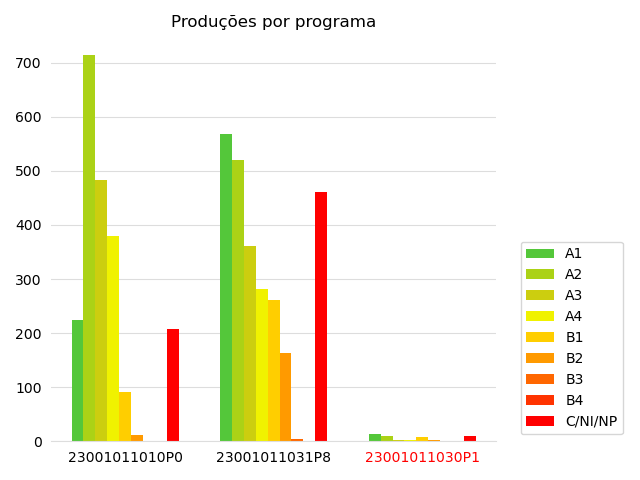 Produções por programa
700
600
500
400
300
200
100
0
23001011010P0
23001011031P8
23001011030P1
A1
A2
A3
A4
B1
B2
B3
B4
C/NI/NP